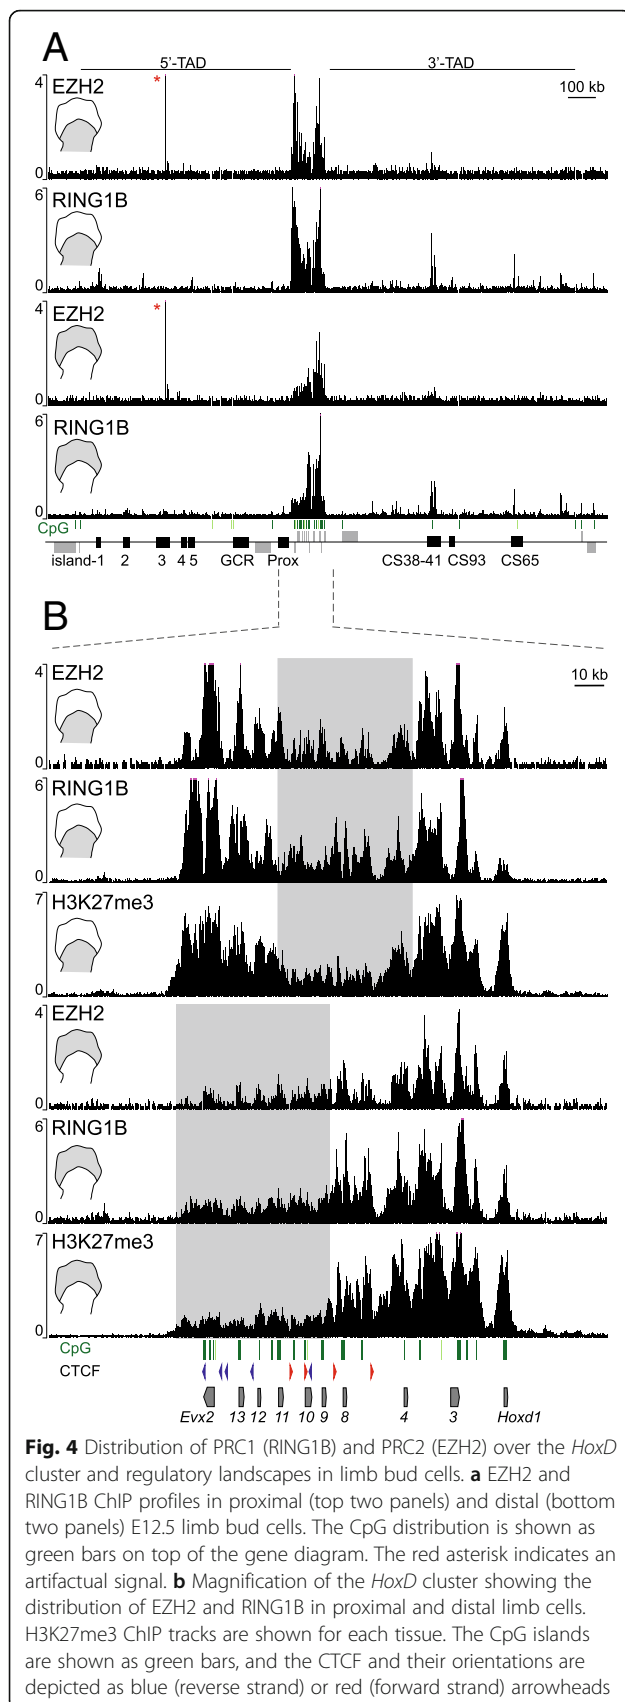 A
5'-TAD 3'-TAD
4 EZH2 * 100 kb
0
6 RING1B
0
4 EZH2 *
0
6 RING1B
0
CpG
island-1 2 3 4 5 GCR Prox CS38-41 CS93 CS65
B
4 EZH2 10 kb
0
6 RING1B
0
7 H3K27me3
0
4 EZH2
0
6 RING1B
0
7 H3K27me3
0
CpG
CTCF
Evx2 13 12 11 10 9 8 4 3 Hoxd1
Fig. 4 Distribution of PRC1 (RING1B) and PRC2 (EZH2) over the HoxD
cluster and regulatory landscapes in limb bud cells. a EZH2 and
RING1B ChIP profiles in proximal (top two panels) and distal (bottom
two panels) E12.5 limb bud cells. The CpG distribution is shown as
green bars on top of the gene diagram. The red asterisk indicates an
artifactual signal. b Magnification of the HoxD cluster showing the
distribution of EZH2 and RING1B in proximal and distal limb cells.
H3K27me3 ChIP tracks are shown for each tissue. The CpG islands
are shown as green bars, and the CTCF and their orientations are
depicted as blue (reverse strand) or red (forward strand) arrowheads